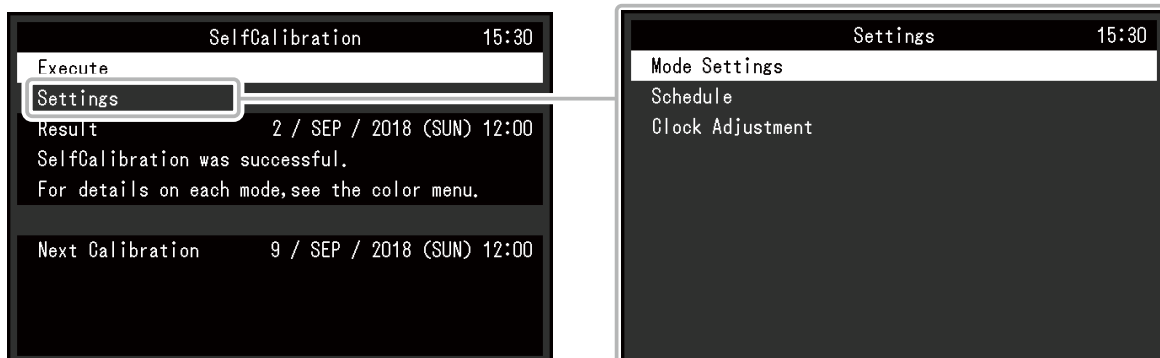 SelfCalibration 15:30
Execute
Settings
Result 2 / SEP / 2018 (SUN) 12:00
SelfCalibration was successful.
For details on each mode,see the color menu.
Next Calibration 9 / SEP / 2018 (SUN) 12:00
Settings 15:30
Mode Settings
Schedule
Clock Adjustment